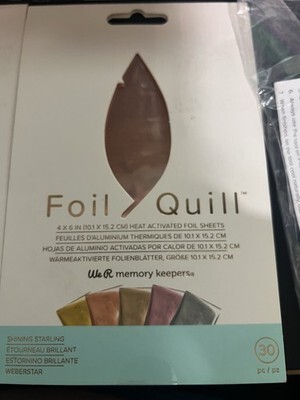 Foil Quill™
4 X 6 IN (10.1 X 15.2 CM) HEAT ACTIVATED FOIL SHEETS
FEUILLES D'ALUMINIUM THERMIQUES DE 10.1 X 15.2 CM
HOJAS DE ALUMINIO ACTIVADAS POR CALOR DE 10.1 X 15.2 CM
WÄRMEAKTIVIERTE FOLIENBLÄTTER, GRÖßE 10.1 X 15.2 CM
We R memory keepers®
SHINING STARLING
ÉTOURNEAU BRILLANT
ESTORNINO BRILLANTE
WEBERSTAR
30
pc / pz